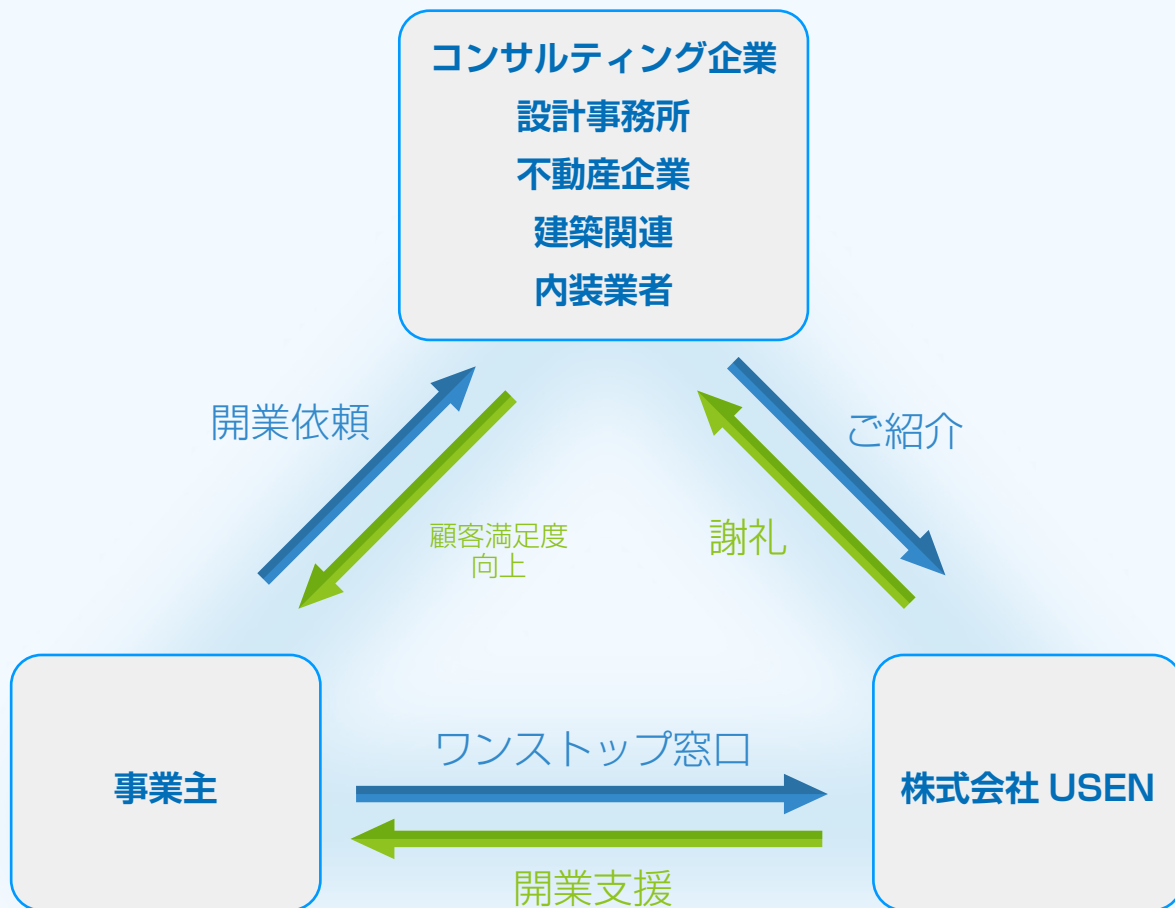 コンサルティング企業
設計事務所
不動産企業
建築関連
内装業者
開業依頼
ご紹介
顧客満足度
向上
謝礼
ワンストップ窓口
事業主
株式会社 USEN
開業支援